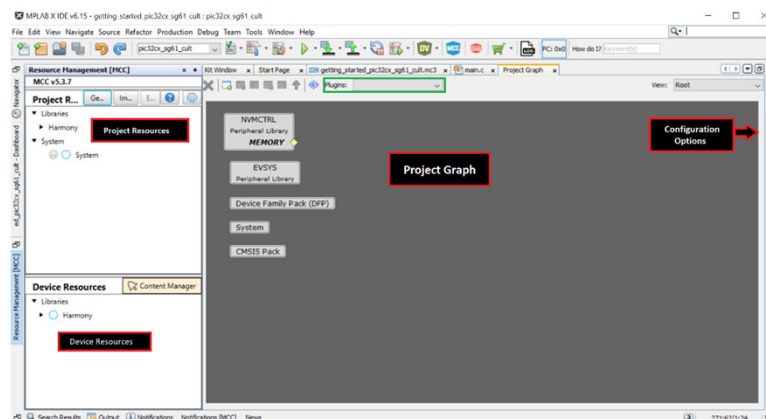 MPLAB X IDE v6.15 - getting_started_pic32cx_sg61_cult : pic32cx_sg61_cult
File Edit View Navigate Source Refactor Production Debug Team Tools Window Help
pic32cx_sg61_cult
PC: 0x0
How do I? (Keyword(s))
Resource Management [MCC]
Kit Window
Start Page
getting_started_pic32cx_sg61_cult.mc3
main.c
Project Graph
MCC v5.3.7
Plugins:
View: Root
Project R... Ge... Im... E...
Libraries
Harmony
Project Resources
System
System
NVMCTRL
Peripheral Library
MEMORY
EVSYS
Peripheral Library
Device Family Pack (DFP)
System
CMSIS Pack
Project Graph
Configuration
Options
Device Resources
Content Manager
Libraries
Harmony
Device Resources
Navigator
ed_pic32cx_sg61_cult - Dashboard
Resource Management [MCC]
Search Results
Output
Notifications
Notifications [MCC]
News